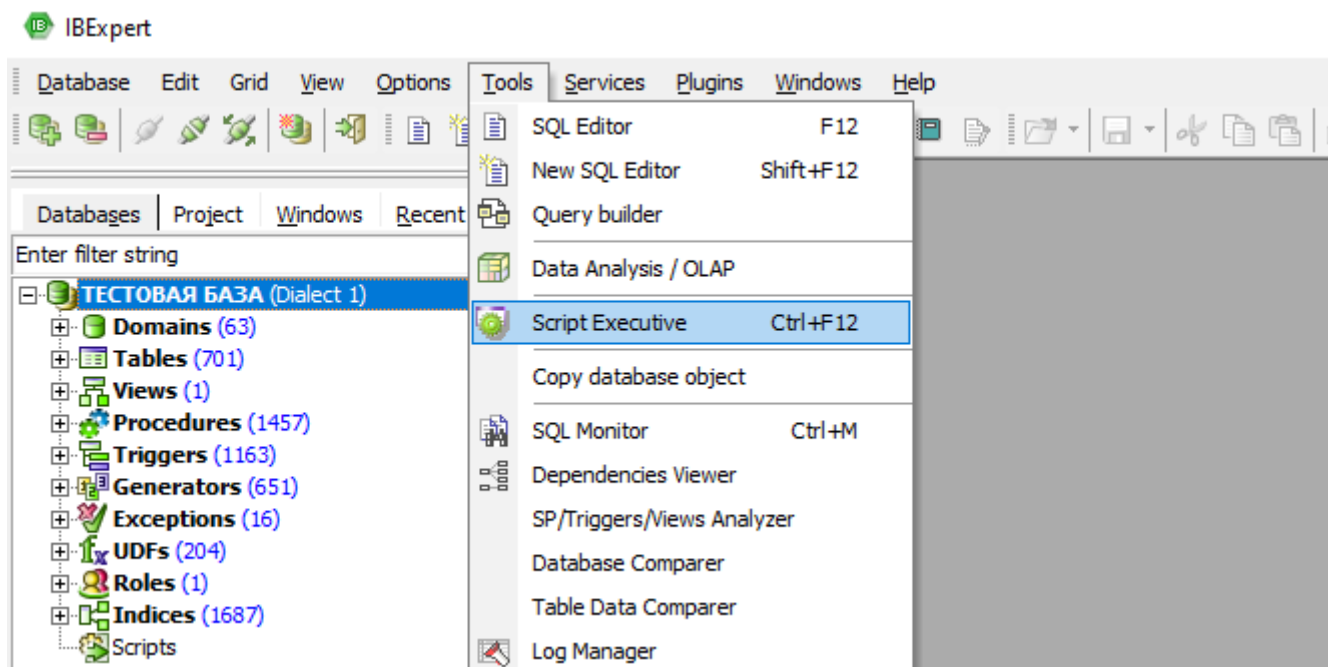 IBExpert
Database Edit Grid View Options Tools Services Plugins Windows Help
SQL Editor F12
New SQL Editor Shift+F12
Query builder
Data Analysis / OLAP
Script Executive Ctrl+F12
Copy database object
SQL Monitor Ctrl+M
Dependencies Viewer
SP/Triggers/Views Analyzer
Database Comparer
Table Data Comparer
Log Manager
Databases Project Windows Recent
Enter filter string
ТЕСТОВАЯ БАЗА (Dialect 1)
Domains (63)
Tables (701)
Views (1)
Procedures (1457)
Triggers (1163)
Generators (651)
Exceptions (16)
UDFs (204)
Roles (1)
Indices (1687)
Scripts